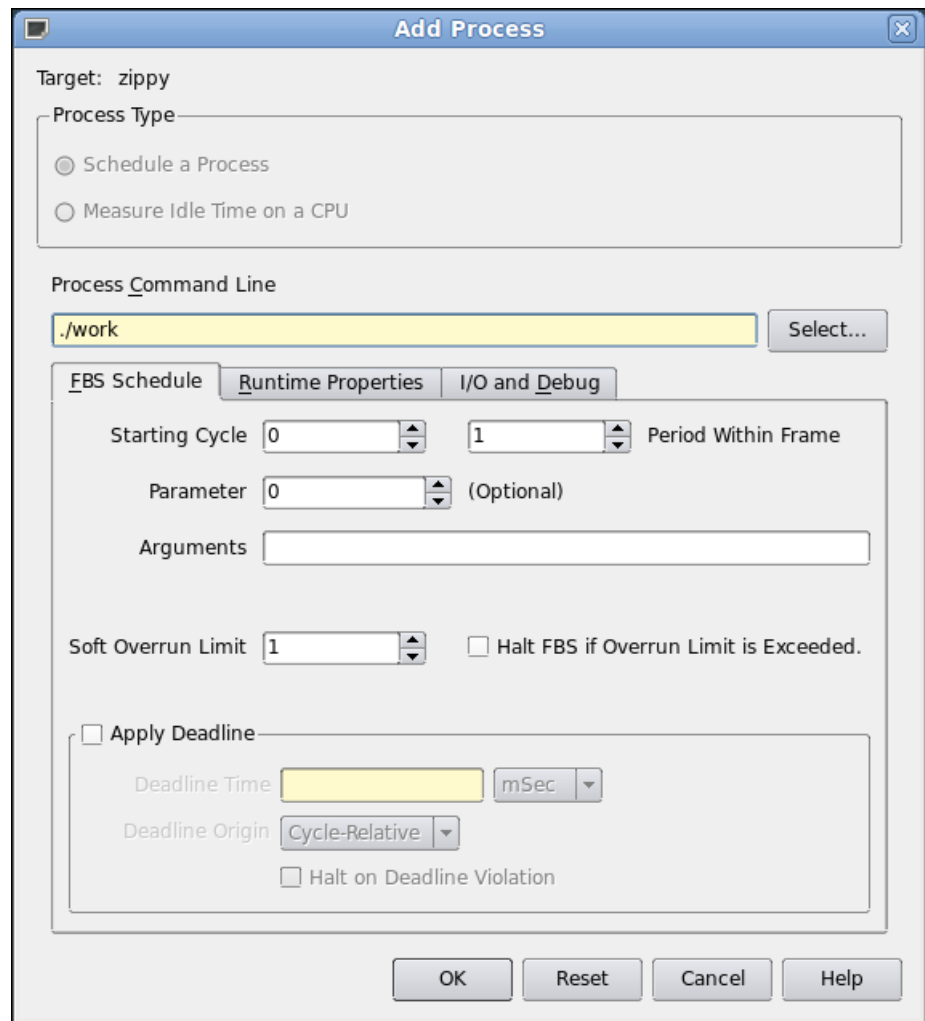 Add Process
Target: zippy
Process Type
Schedule a Process
Measure Idle Time on a CPU
Process Command Line
./work
Select...
FBS Schedule Runtime Properties I/O and Debug
Starting Cycle 0 1 Period Within Frame
Parameter 0 (Optional)
Arguments
Soft Overrun Limit 1 Halt FBS if Overrun Limit is Exceeded.
Apply Deadline
Deadline Time mSec
Deadline Origin Cycle-Relative
Halt on Deadline Violation
OK Reset Cancel Help